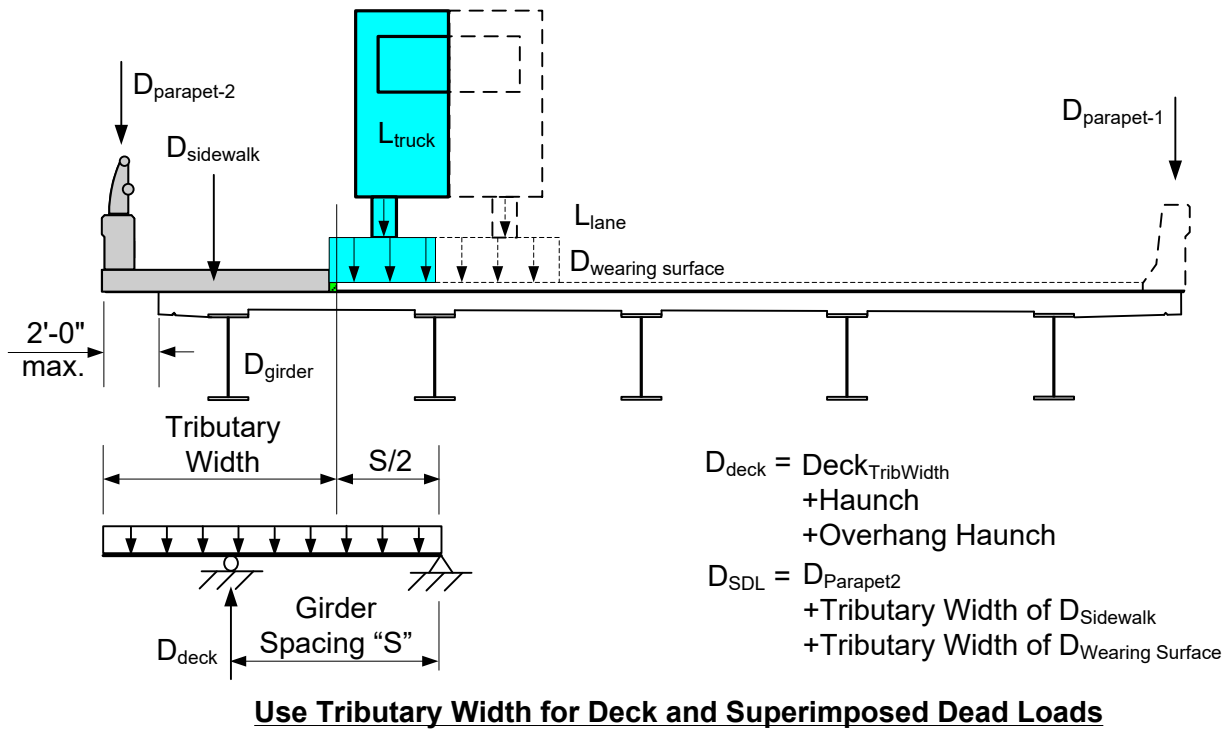 Dparapet-2
Dsidewalk
Ltruck
Dparapet-1
Llane
Dwearing surface
2'-0"
max.
Dgirder
Tributary
Width
S/2
Ddeck = DeckTribWidth
+Haunch
+Overhang Haunch
DSDL = DParapet2
+Tributary Width of DSidewalk
+Tributary Width of DWearing Surface
Girder
Spacing “S”
Ddeck
Use Tributary Width for Deck and Superimposed Dead Loads